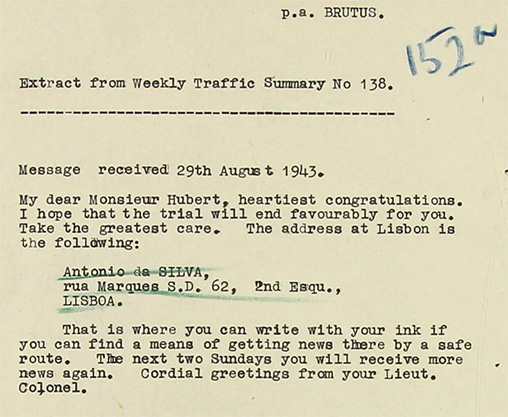 p.a. BRUTUS.
152a
Extract from Weekly Traffic Summary No 138.
Message received 29th August 1943.
My dear Monsieur Hubert, heartiest congratulations.
I hope that the trial will end favourably for you.
Take the greatest care. The address at Lisbon is
the following:
Antonio da SILVA,
rua Marques S.D. 62, 2nd Esqu.,
LISBOA.
That is where you can write with your ink if
you can find a means of getting news there by a safe
route. The next two Sundays you will receive more
news again. Cordial greetings from your Lieut.
Colonel.